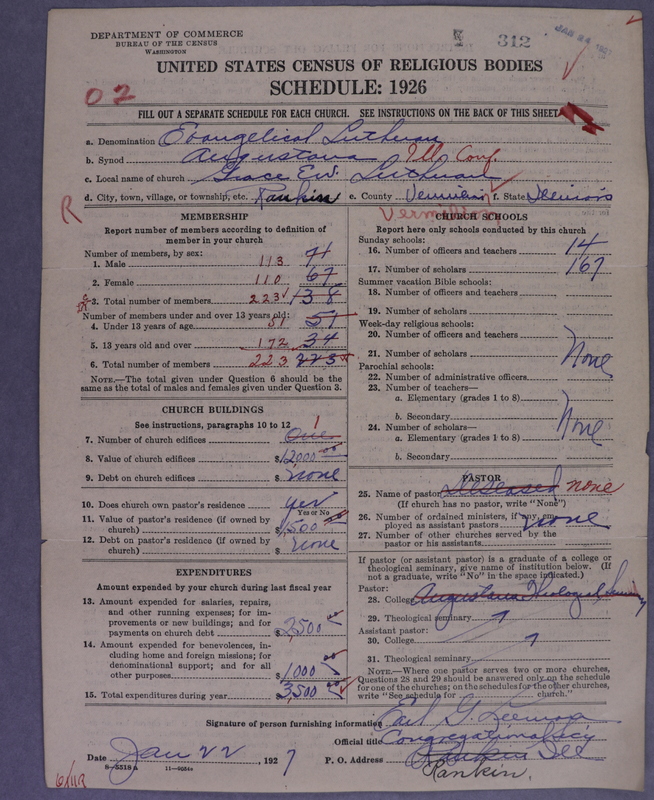 DEPARTMENT OF COMMERCE
BUREAU OF THE CENSUS
WASHINGTON
312
JAN 24
UNITED STATES CENSUS OF RELIGIOUS BODIES
SCHEDULE: 1926
02
FILL OUT A SEPARATE SCHEDULE FOR EACH CHURCH. SEE INSTRUCTIONS ON THE BACK OF THIS SHEET
a. Denomination Evangelical Lutheran
b. Synod Augustana Ill Conf.
c. Local name of church Grace Ev. Lutheran
d. City, town, village, or township, etc. Rankin e. County Vermilion f. State Illinois
R
Vermilion
MEMBERSHIP
Report number of members according to definition of
member in your church
Number of members, by sex:
1. Male 113 71
2. Female 110 67
3. Total number of members 223 138
Number of members under and over 13 years old:
4. Under 13 years of age 51 51
5. 13 years old and over 172 34
6. Total number of members 223 223
NOTE.—The total given under Question 6 should be the
same as the total of males and females given under Question 3.
CHURCH BUILDINGS
See instructions, paragraphs 10 to 12
7. Number of church edifices One 1
8. Value of church edifices $12000 00
9. Debt on church edifices $ none
10. Does church own pastor's residence yes
Yes or No
11. Value of pastor's residence (if owned by
church) $ 1500
12. Debt on pastor's residence (if owned by
church) $ none
EXPENDITURES
Amount expended by your church during last fiscal year
13. Amount expended for salaries, repairs,
and other running expenses; for im-
provements or new buildings; and for
payments on church debt $ 2500 00
14. Amount expended for benevolences, in-
cluding home and foreign missions; for
denominational support; and for all
other purposes $ 1000 00
15. Total expenditures during year $ 3,500 00
CHURCH SCHOOLS
Report here only schools conducted by this church
Sunday schools:
16. Number of officers and teachers 14
17. Number of scholars 167
Summer vacation Bible schools:
18. Number of officers and teachers
19. Number of scholars
Week-day religious schools:
20. Number of officers and teachers
21. Number of scholars None
Parochial schools:
22. Number of administrative officers
23. Number of teachers—
a. Elementary (grades 1 to 8)
b. Secondary None
24. Number of scholars—
a. Elementary (grades 1 to 8)
b. Secondary
PASTOR
25. Name of pastor Deceased none
(If church has no pastor, write "None")
26. Number of ordained ministers, if any, em-
ployed as assistant pastors none
27. Number of other churches served by the
pastor or his assistants
If pastor (or assistant pastor) is a graduate of a college or
theological seminary, give name of institution below. (If
not a graduate, write "No" in the space indicated.)
Pastor:
28. College Augustana Theological Seminary
29. Theological seminary
Assistant pastor:
30. College
31. Theological seminary
NOTE.—Where one pastor serves two or more churches,
Questions 28 and 29 should be answered only on the schedule
for one of the churches; on the schedules for the other churches,
write "See schedule for church."
Signature of person furnishing information Earl G.
Official title Congregational Secy
Date Jan 22, 1927 P. O. Address Rankin Ill
Rankin.
8-5518 a 11-9034